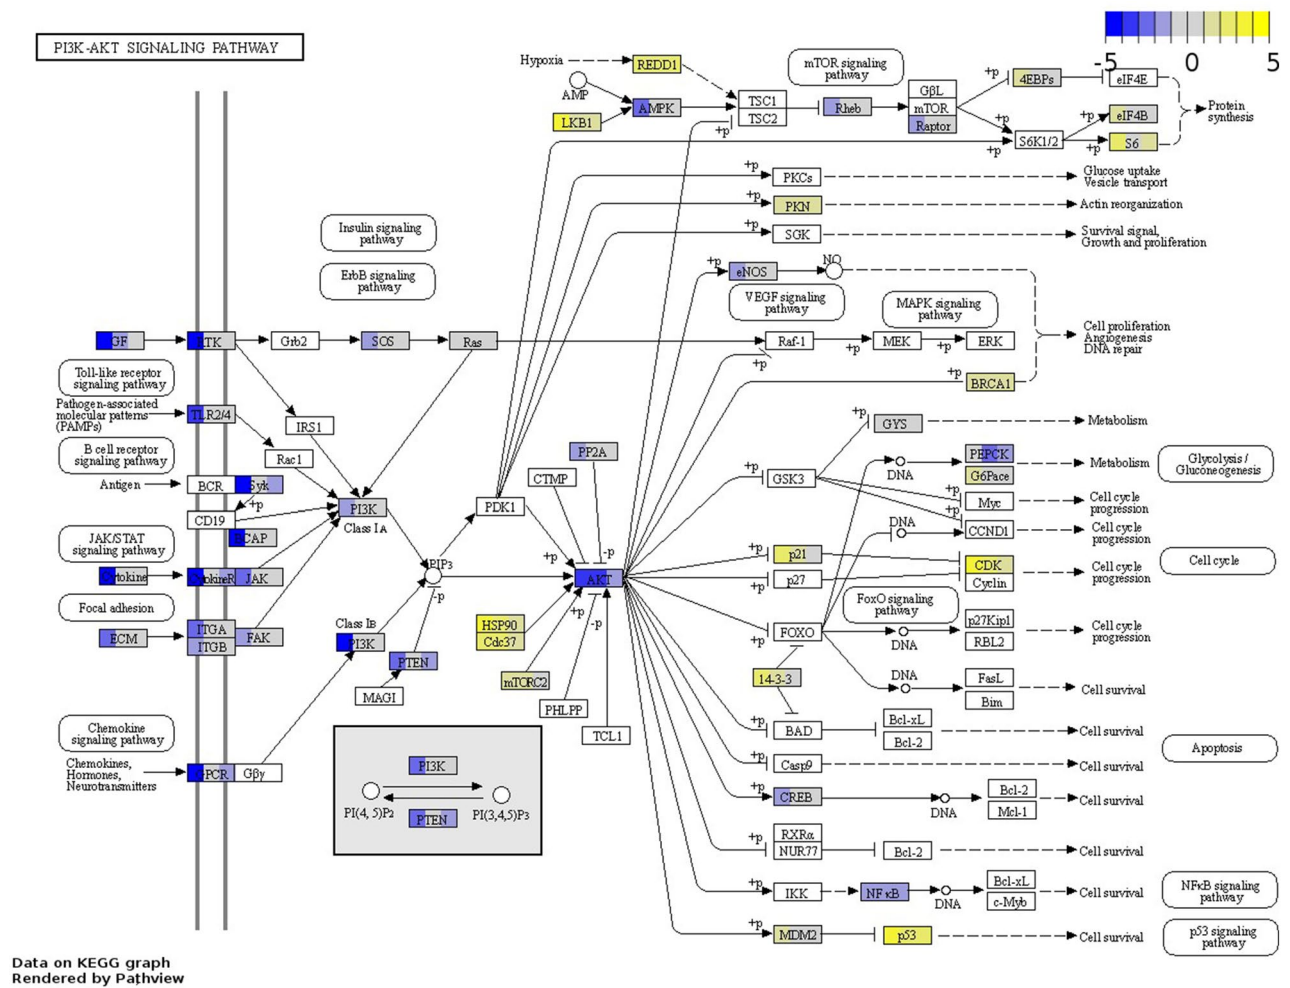 PI3K-AKT SIGNALING PATHWAY
-5
0
5
Hypoxia
REDD1
AMP
LKB1
AMPK
TSC1
TSC2
+p
Rheb
mTOR signaling
pathway
GβL
mTOR
Raptor
+p
4EBPs
eIF4E
+p
eIF4B
S6K1/2
+p
+p
S6
Protein
synthesis
+p
PKCs
Glucose uptake
Vesicle transport
+p
PKN
Actin reorganization
+p
SGK
Survival signal,
Growth and proliferation
Insulin signaling
pathway
ErbB signaling
pathway
+p
eNOS
NO
VEGF signaling
pathway
MAPK signaling
pathway
GF
RTK
Grb2
SOS
Ras
Raf-1
+p
+p
MEK
+p
ERK
Cell proliferation
Angiogenesis
DNA repair
+p
BRCA1
Toll-like receptor
signaling pathway
Pathogen-associated
molecular patterns
(PAMPs)
TLR2/4
IRS1
Rac1
B cell receptor
signaling pathway
Antigen
BCR
Syk
+p
CD19
BCAP
PI3K
Class IA
JAK/STAT
signaling pathway
Cytokine
CytokineR
JAK
Focal adhesion
ECM
ITGA
ITGB
FAK
Class IB
PI3K
PTEN
MAGI
PIP3
-p
PDK1
CTMP
PP2A
+p
-p
AKT
HSP90
Cdc37
+p
-p
mTORC2
PHLPP
TCL1
+p
GYS
Metabolism
+p
GSK3
DNA
PEPCK
G6Pace
Metabolism
Glycolysis /
Gluconeogenesis
+p
Myc
Cell cycle
progression
+p
DNA
CCND1
Cell cycle
progression
+p
p21
+p
p27
CDK
Cyclin
Cell cycle
progression
Cell cycle
FoxO signaling
pathway
+p
FOXO
DNA
p27Kip1
RBL2
Cell cycle
progression
14-3-3
DNA
FasL
Bim
Cell survival
+p
BAD
Bcl-xL
Bcl-2
Cell survival
Apoptosis
+p
Casp9
Cell survival
+p
CREB
DNA
Bcl-2
Mcl-1
Cell survival
+p
RXRα
NUR77
Bcl-2
Cell survival
+p
IKK
NFκB
DNA
Bcl-xL
c-Myb
Cell survival
NFκB signaling
pathway
+p
MDM2
p53
Cell survival
p53 signaling
pathway
Chemokine
signaling pathway
Chemokines,
Hormones,
Neurotransmitters
GPCR
Gβγ
PI3K
PI(4,5)P2
PI(3,4,5)P3
PTEN
Data on KEGG graph
Rendered by Pathview